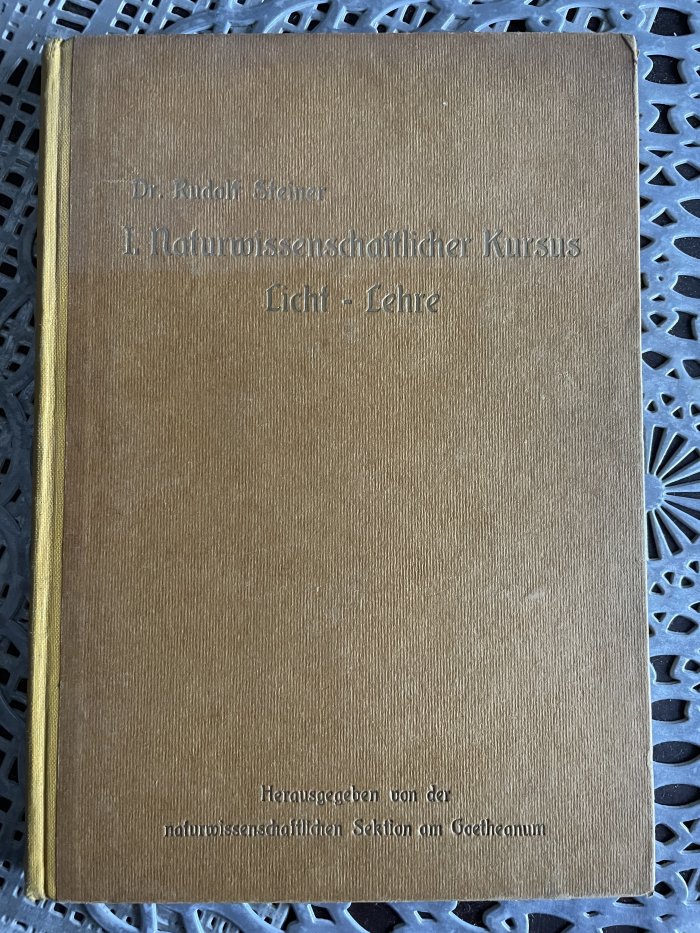 Dr. Rudolf Steiner
I. Naturwissenschaftlicher Kursus
Licht - Lehre
Herausgegeben von der
naturwissenschaftlichen Sektion am Goetheanum